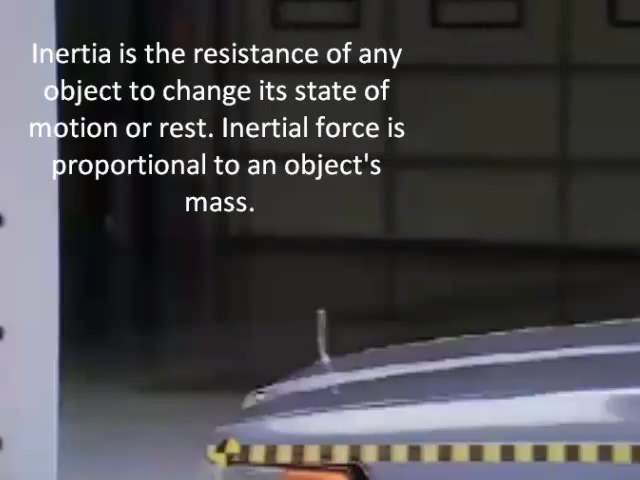 Inertia is the resistance of any
object to change its state of
motion or rest. Inertial force is
proportional to an object's
mass.